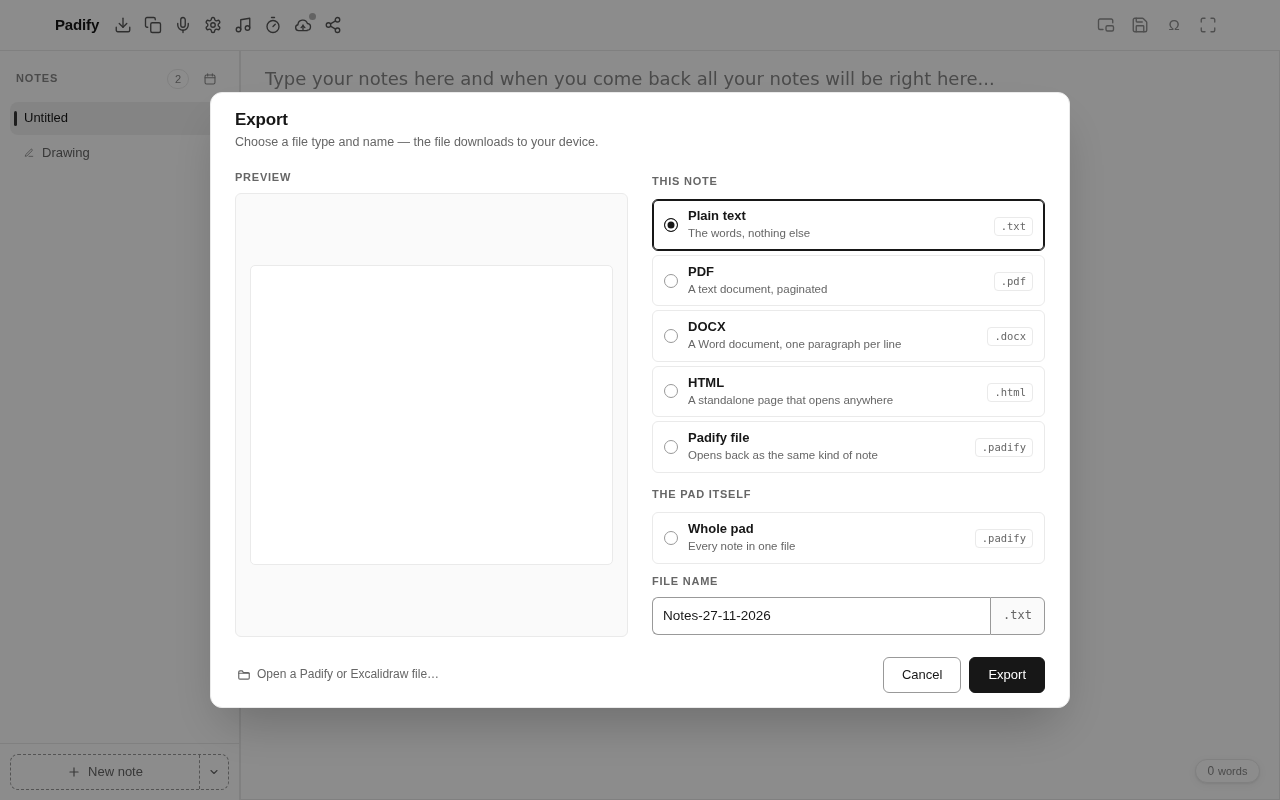 Padify
Ω
NOTES
2
Type your notes here and when you come back all your notes will be right here...
Untitled
Drawing
Export
Choose a file type and name — the file downloads to your device.
PREVIEW
THIS NOTE
Plain text
The words, nothing else
.txt
PDF
A text document, paginated
.pdf
DOCX
A Word document, one paragraph per line
.docx
HTML
A standalone page that opens anywhere
.html
Padify file
Opens back as the same kind of note
.padify
THE PAD ITSELF
Whole pad
Every note in one file
.padify
FILE NAME
Notes-27-11-2026
.txt
Open a Padify or Excalidraw file…
Cancel
Export
New note
0 words